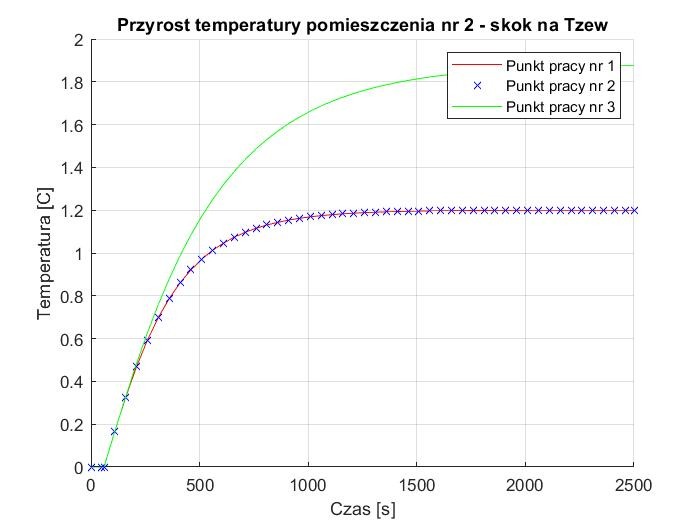 Przyrost temperatury pomieszczenia nr 2 - skok na Tzew
2
1.8
1.6
1.4
1.2
1
0.8
0.6
0.4
0.2
0
Temperatura [C]
Punkt pracy nr 1
Punkt pracy nr 2
Punkt pracy nr 3
0 500 1000 1500 2000 2500
Czas [s]